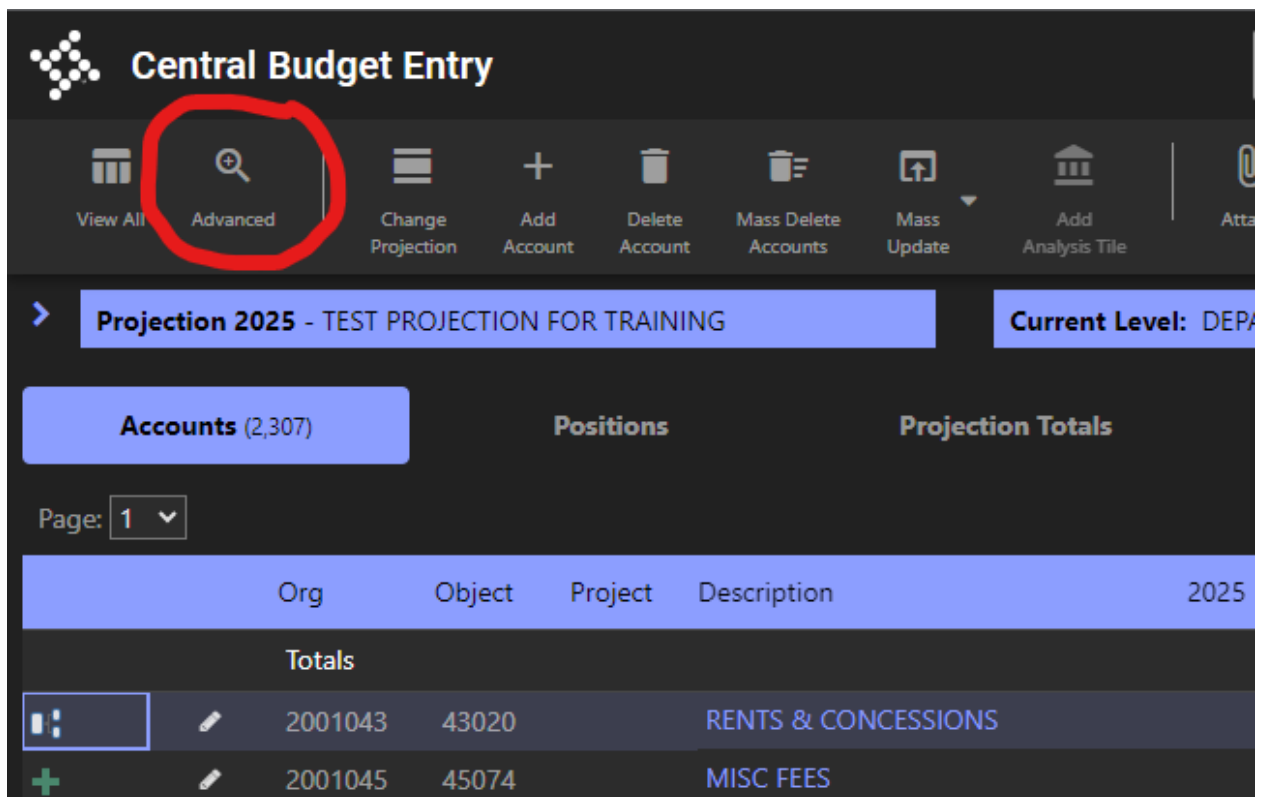 Central Budget Entry
View All
Advanced
Change Projection
Add Account
Delete Account
Mass Delete Accounts
Mass Update
Add Analysis Tile
Atta
Projection 2025 - TEST PROJECTION FOR TRAINING
Current Level: DEPA
Accounts (2,307)
Positions
Projection Totals
Page: 1
Org Object Project Description 2025
Totals
2001043 43020 RENTS & CONCESSIONS
2001045 45074 MISC FEES